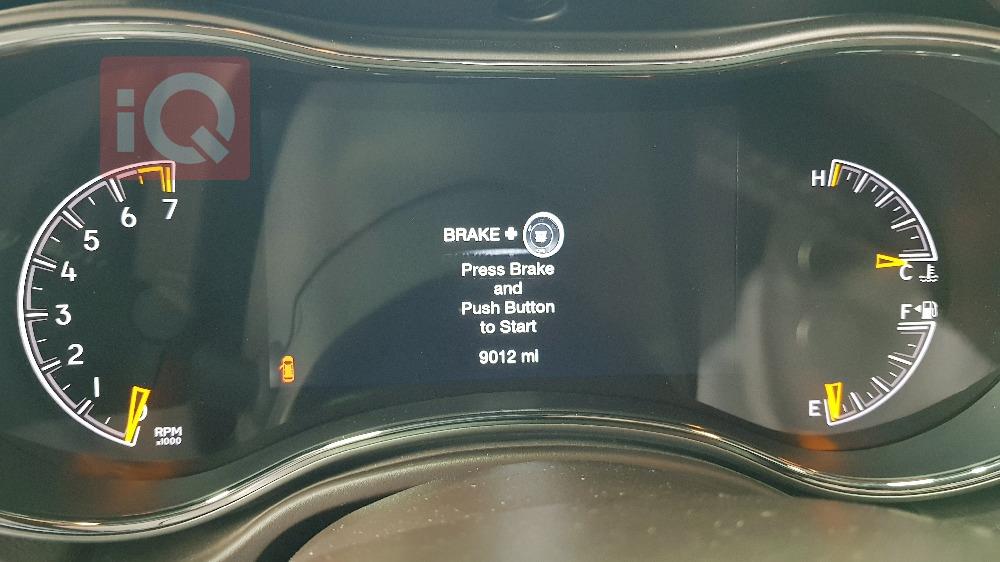 iQ
7
6
5
4
3
2
1
0
RPM
x1000
BRAKE +
Press Brake
and
Push Button
to Start
9012 mi
H
C
F
E